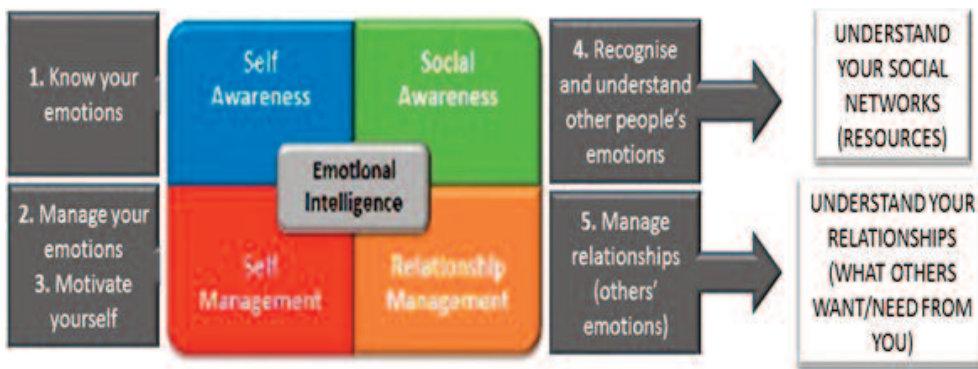 1. Know your
emotions
2. Manage your
emotions
3. Motivate
yourself
Self
Awareness
Social
Awareness
Emotional
Intelligence
Self
Management
Relationship
Management
4. Recognise
and understand
other people's
emotions
5. Manage
relationships
(others'
emotions)
UNDERSTAND
YOUR SOCIAL
NETWORKS
(RESOURCES)
UNDERSTAND YOUR
RELATIONSHIPS
(WHAT OTHERS
WANT/NEED FROM
YOU)